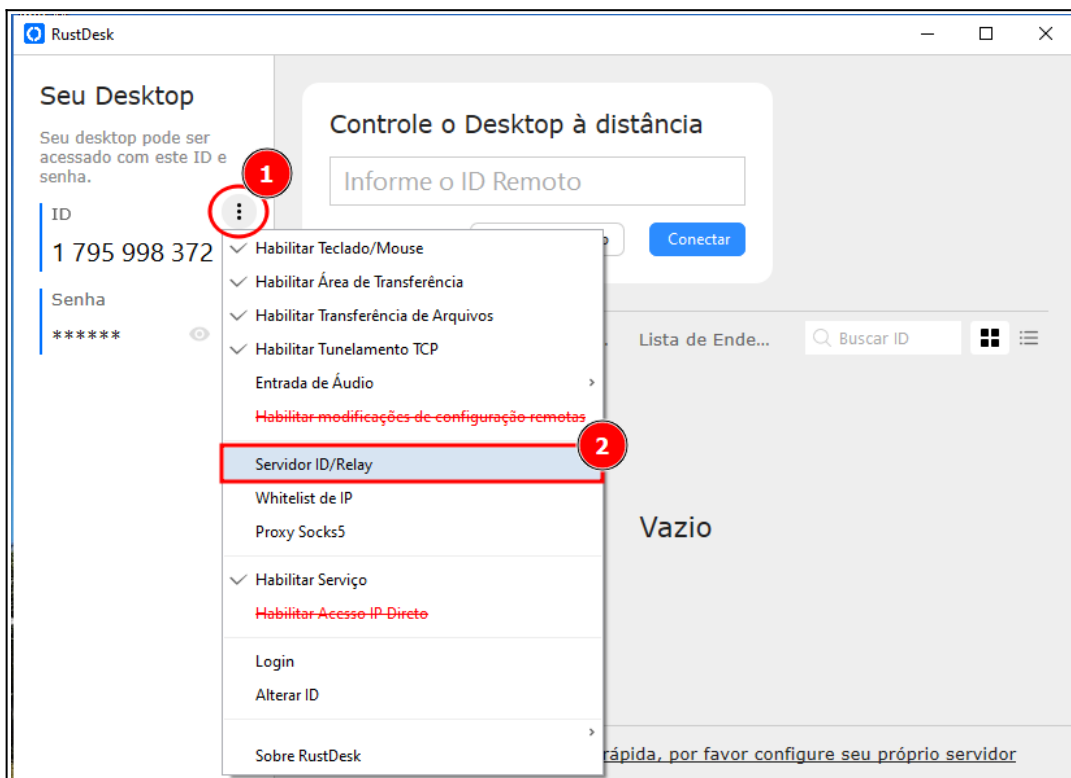 RustDesk
Seu Desktop
Seu desktop pode ser
acessado com este ID e
senha.
1
ID
1 795 998 372
Senha
******
Controle o Desktop à distância
Informe o ID Remoto
Conectar
Lista de Ende...
Buscar ID
Vazio
Habilitar Teclado/Mouse
Habilitar Área de Transferência
Habilitar Transferência de Arquivos
Habilitar Tunelamento TCP
Entrada de Áudio
Habilitar modificações de configuração remotas
2
Servidor ID/Relay
Whitelist de IP
Proxy Socks5
Habilitar Serviço
Habilitar Acesso IP Direto
Login
Alterar ID
Sobre RustDesk
rápida, por favor configure seu próprio servidor